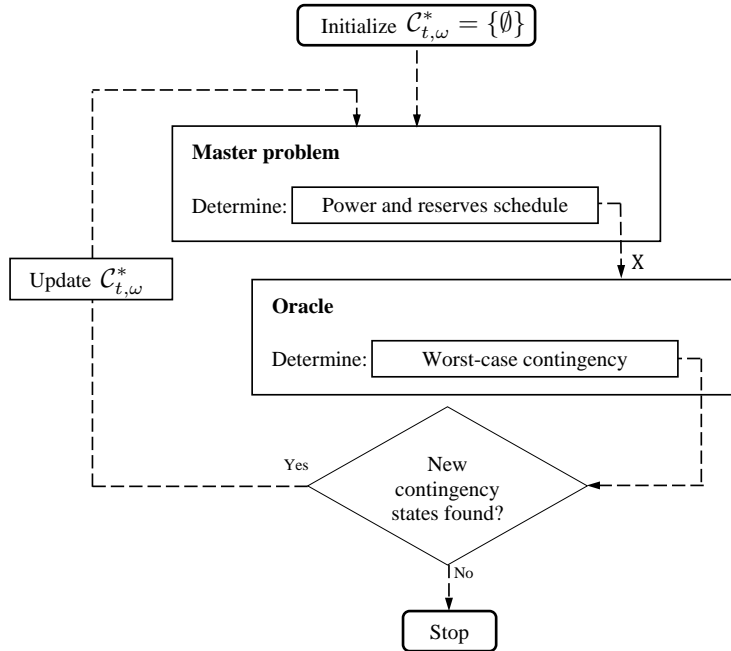 Initialize $\mathcal{C}^*_{t,\omega} = \{\emptyset\}$
Master problem
Determine: Power and reserves schedule
X
Update $\mathcal{C}^*_{t,\omega}$
Oracle
Determine: Worst-case contingency
Yes
New
contingency
states found?
No
Stop